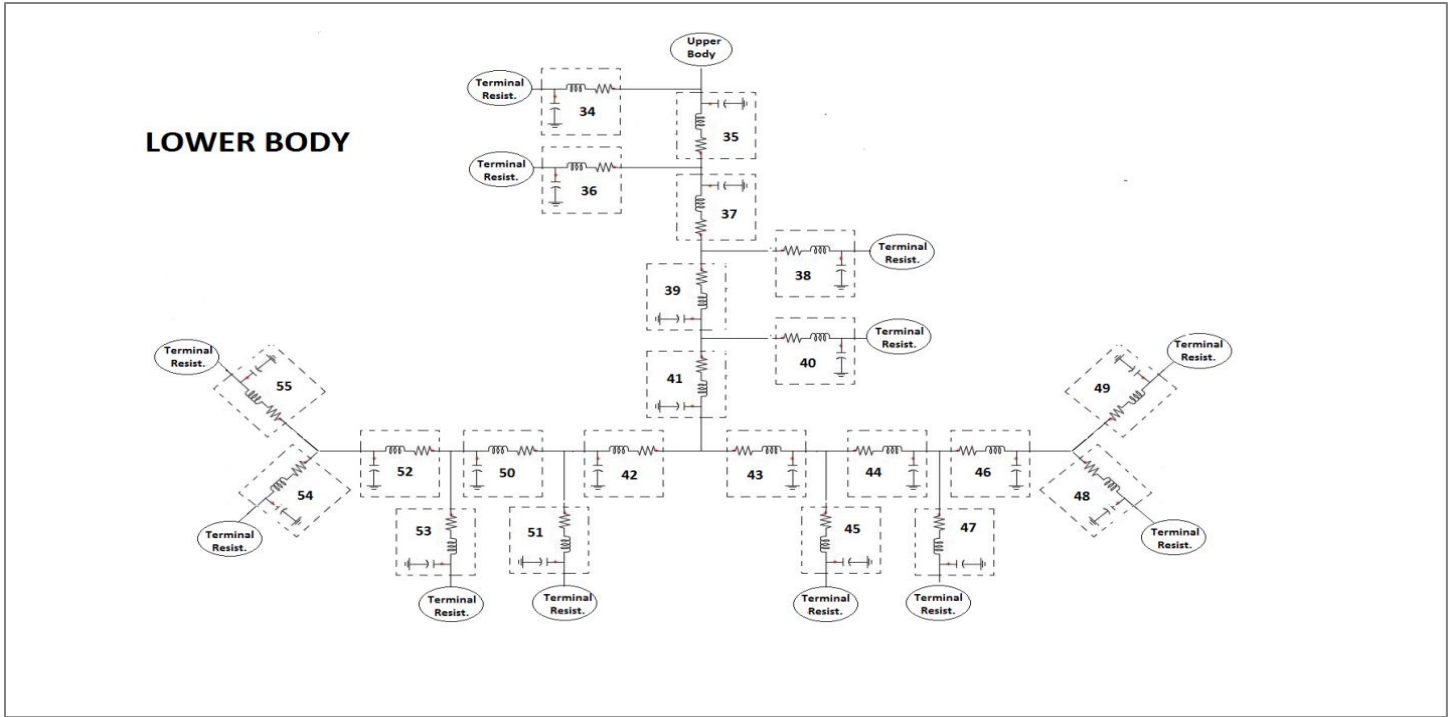 Upper
Body
Terminal
Resist.
34
35
LOWER BODY
Terminal
Resist.
36
37
Terminal
Resist.
38
39
Terminal
Resist.
40
41
Terminal
Resist.
55
Terminal
Resist.
49
52
50
42
43
44
46
54
48
Terminal
Resist.
Terminal
Resist.
53
51
45
47
Terminal
Resist.
Terminal
Resist.
Terminal
Resist.
Terminal
Resist.